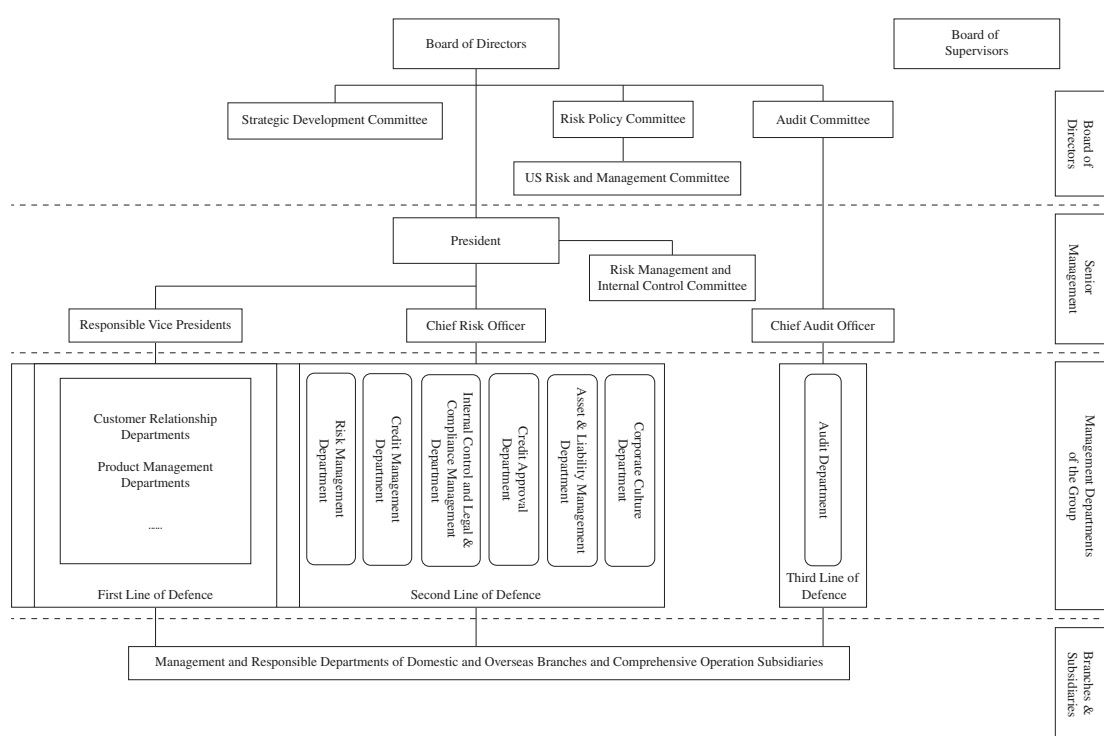 Board of Directors
Board of
Supervisors
Strategic Development Committee
Risk Policy Committee
Audit Committee
US Risk and Management Committee
Board of
Directors
President
Risk Management and
Internal Control Committee
Senior
Management
Responsible Vice Presidents
Chief Risk Officer
Chief Audit Officer
Customer Relationship
Departments
Product Management
Departments
......
First Line of Defence
Risk Management
Department
Credit Management
Department
Internal Control and Legal &
Compliance Management
Department
Credit Approval
Department
Asset & Liability Management
Department
Corporate Culture
Department
Second Line of Defence
Audit Department
Third Line of
Defence
Management Departments
of the Group
Management and Responsible Departments of Domestic and Overseas Branches and Comprehensive Operation Subsidiaries
Branches &
Subsidiaries